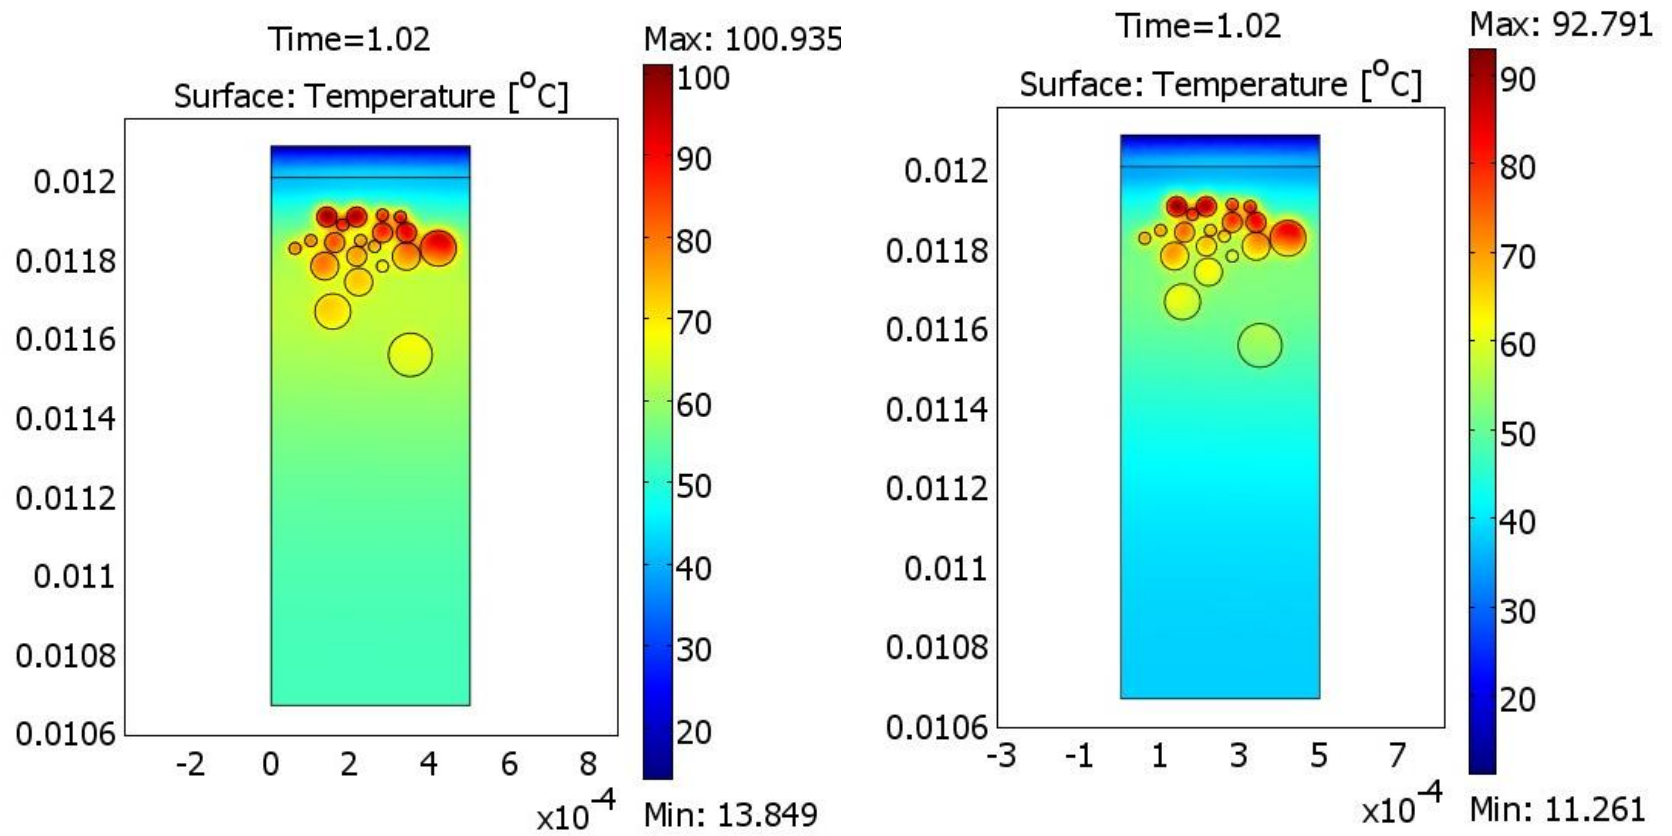 Time=1.02
Surface: Temperature [°C]
Max: 100.935
0.012
0.0118
0.0116
0.0114
0.0112
0.011
0.0108
0.0106
-2 0 2 4 6 8
x10^-4
100
90
80
70
60
50
40
30
20
Min: 13.849
Time=1.02
Surface: Temperature [°C]
Max: 92.791
0.012
0.0118
0.0116
0.0114
0.0112
0.011
0.0108
0.0106
-3 -1 1 3 5 7
x10^-4
90
80
70
60
50
40
30
20
Min: 11.261